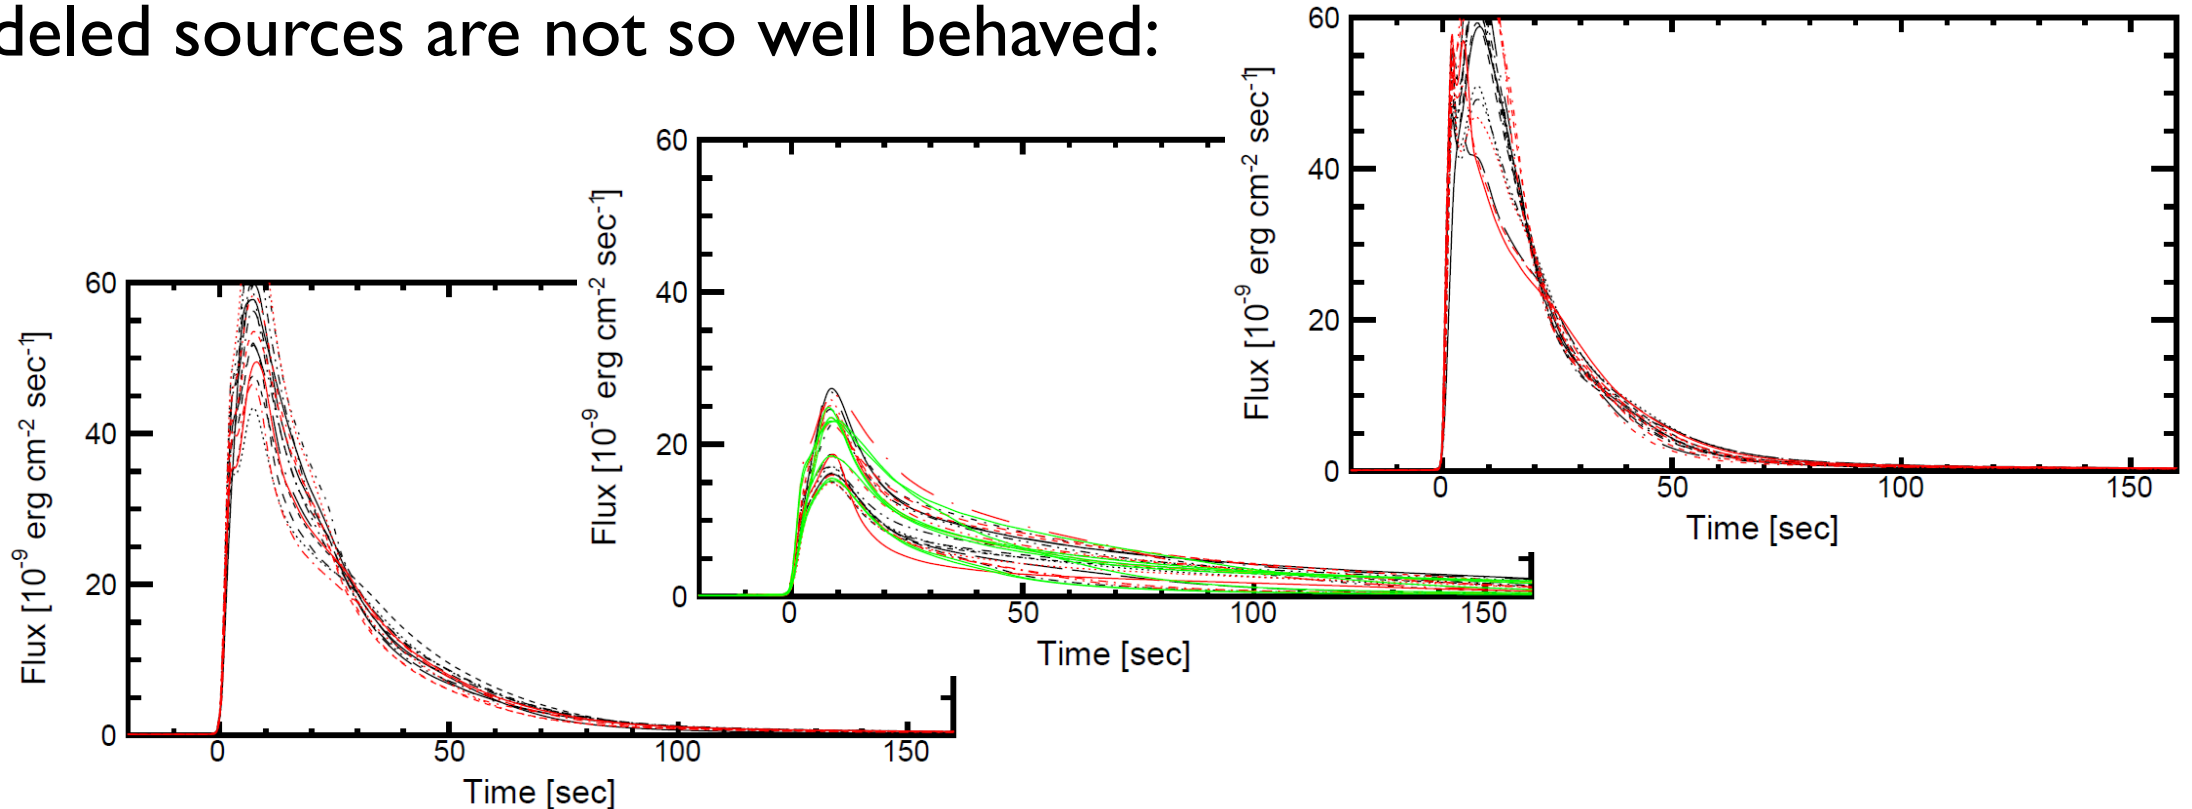 deled sources are not so well behaved:
60
40
20
0
Flux [10⁻⁹ erg cm⁻² sec⁻¹]
0 50 100 150
Time [sec]
60
40
20
0
Flux [10⁻⁹ erg cm⁻² sec⁻¹]
0 50 100 150
Time [sec]
60
40
20
0
Flux [10⁻⁹ erg cm⁻² sec⁻¹]
0 50 100 150
Time [sec]